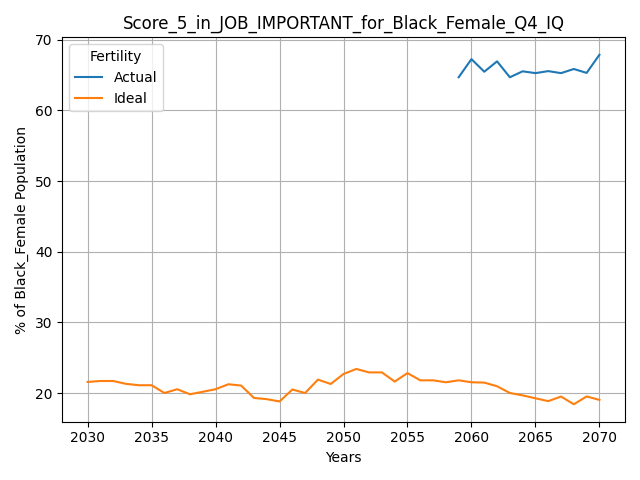 Score_5_in_JOB_IMPORTANT_for_Black_Female_Q4_IQ
Fertility
Actual
Ideal
% of Black_Female Population
70
60
50
40
30
20
2030 2035 2040 2045 2050 2055 2060 2065 2070
Years